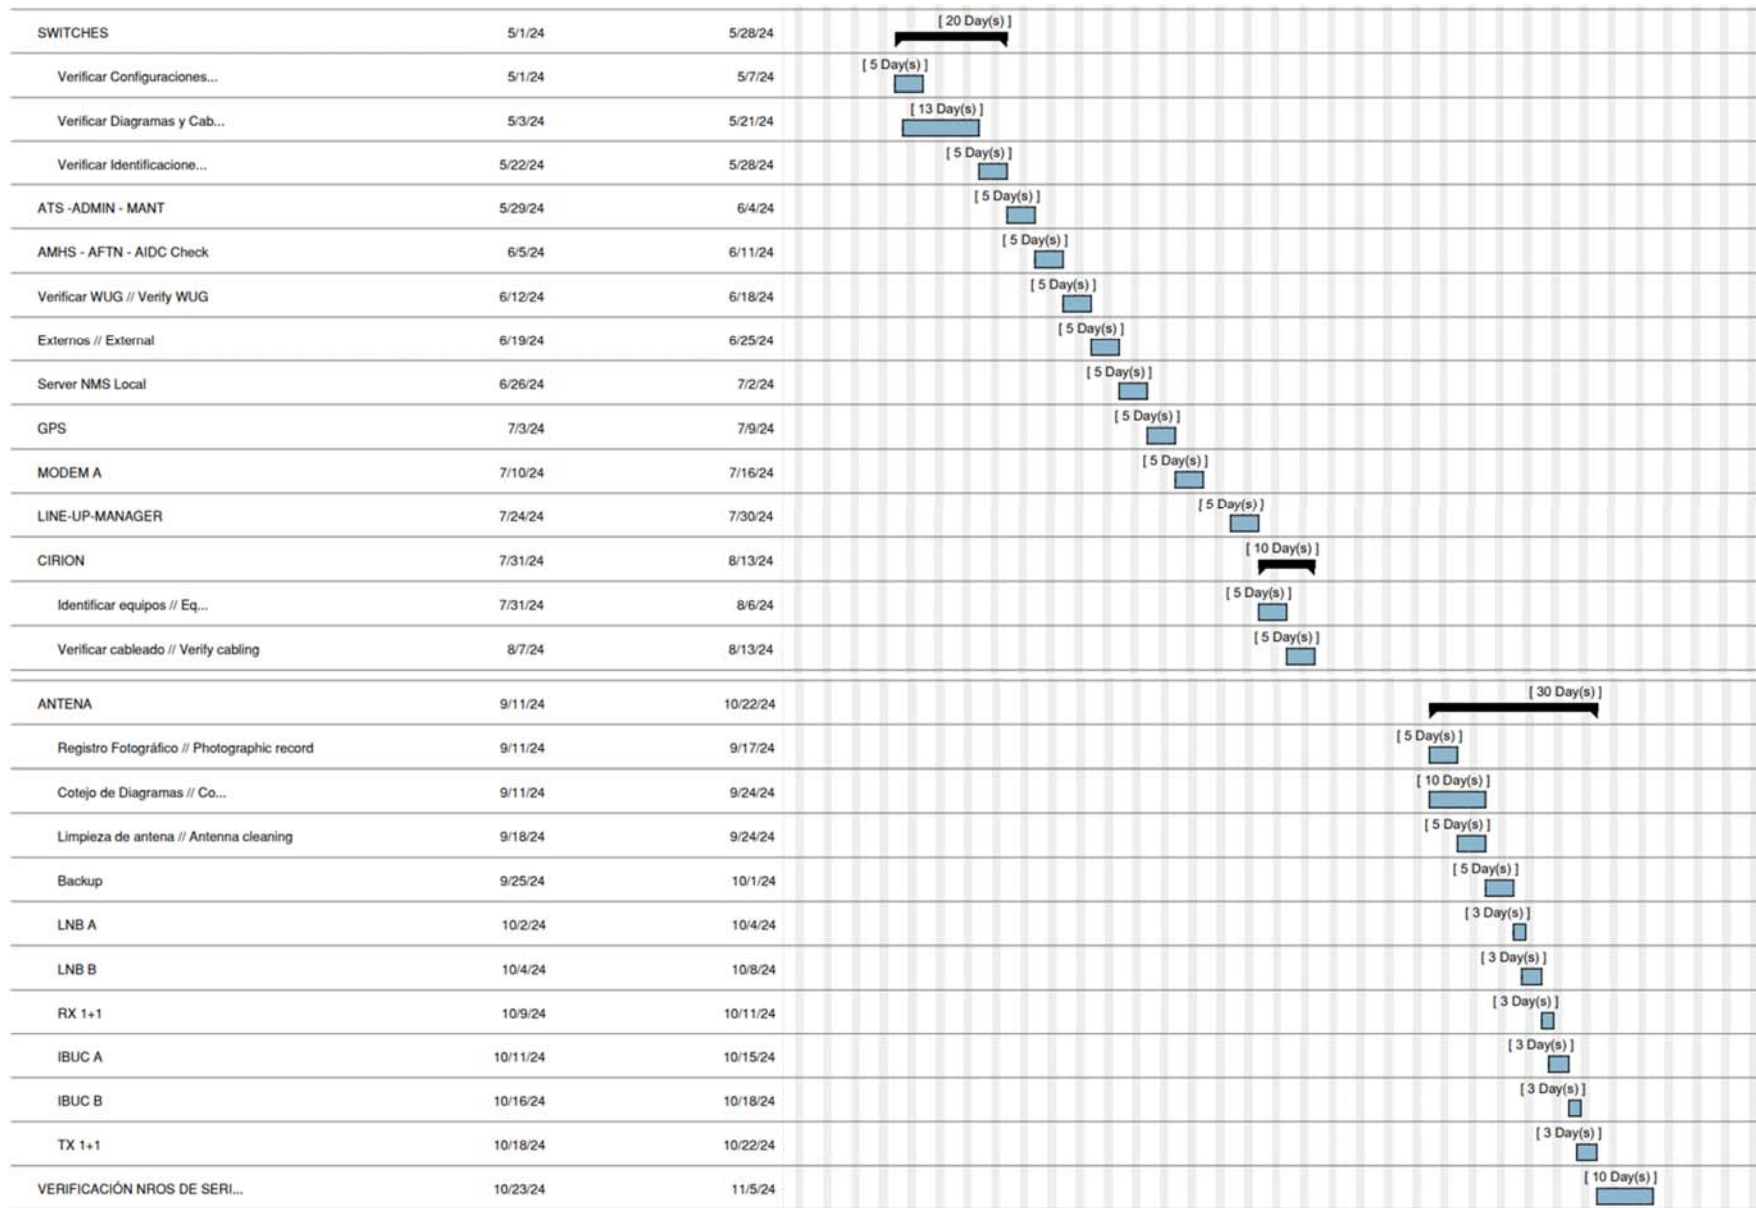 SWITCHES 5/1/24 5/28/24 [ 20 Day(s) ]
Verificar Configuraciones... 5/1/24 5/7/24 [ 5 Day(s) ]
Verificar Diagramas y Cab... 5/3/24 5/21/24 [ 13 Day(s) ]
Verificar Identificacione... 5/22/24 5/28/24 [ 5 Day(s) ]
ATS -ADMIN - MANT 5/29/24 6/4/24 [ 5 Day(s) ]
AMHS - AFTN - AIDC Check 6/5/24 6/11/24 [ 5 Day(s) ]
Verificar WUG // Verify WUG 6/12/24 6/18/24 [ 5 Day(s) ]
Externos // External 6/19/24 6/25/24 [ 5 Day(s) ]
Server NMS Local 6/26/24 7/2/24 [ 5 Day(s) ]
GPS 7/3/24 7/9/24 [ 5 Day(s) ]
MODEM A 7/10/24 7/16/24 [ 5 Day(s) ]
LINE-UP-MANAGER 7/24/24 7/30/24 [ 5 Day(s) ]
CIRION 7/31/24 8/13/24 [ 10 Day(s) ]
Identificar equipos // Eq... 7/31/24 8/6/24 [ 5 Day(s) ]
Verificar cableado // Verify cabling 8/7/24 8/13/24 [ 5 Day(s) ]
ANTENA 9/11/24 10/22/24 [ 30 Day(s) ]
Registro Fotográfico // Photographic record 9/11/24 9/17/24 [ 5 Day(s) ]
Cotejo de Diagramas // Co... 9/11/24 9/24/24 [ 10 Day(s) ]
Limpieza de antena // Antenna cleaning 9/18/24 9/24/24 [ 5 Day(s) ]
Backup 9/25/24 10/1/24 [ 5 Day(s) ]
LNB A 10/2/24 10/4/24 [ 3 Day(s) ]
LNB B 10/4/24 10/8/24 [ 3 Day(s) ]
RX 1+1 10/9/24 10/11/24 [ 3 Day(s) ]
IBUC A 10/11/24 10/15/24 [ 3 Day(s) ]
IBUC B 10/16/24 10/18/24 [ 3 Day(s) ]
TX 1+1 10/18/24 10/22/24 [ 3 Day(s) ]
VERIFICACIÓN NROS DE SERI... 10/23/24 11/5/24 [ 10 Day(s) ]